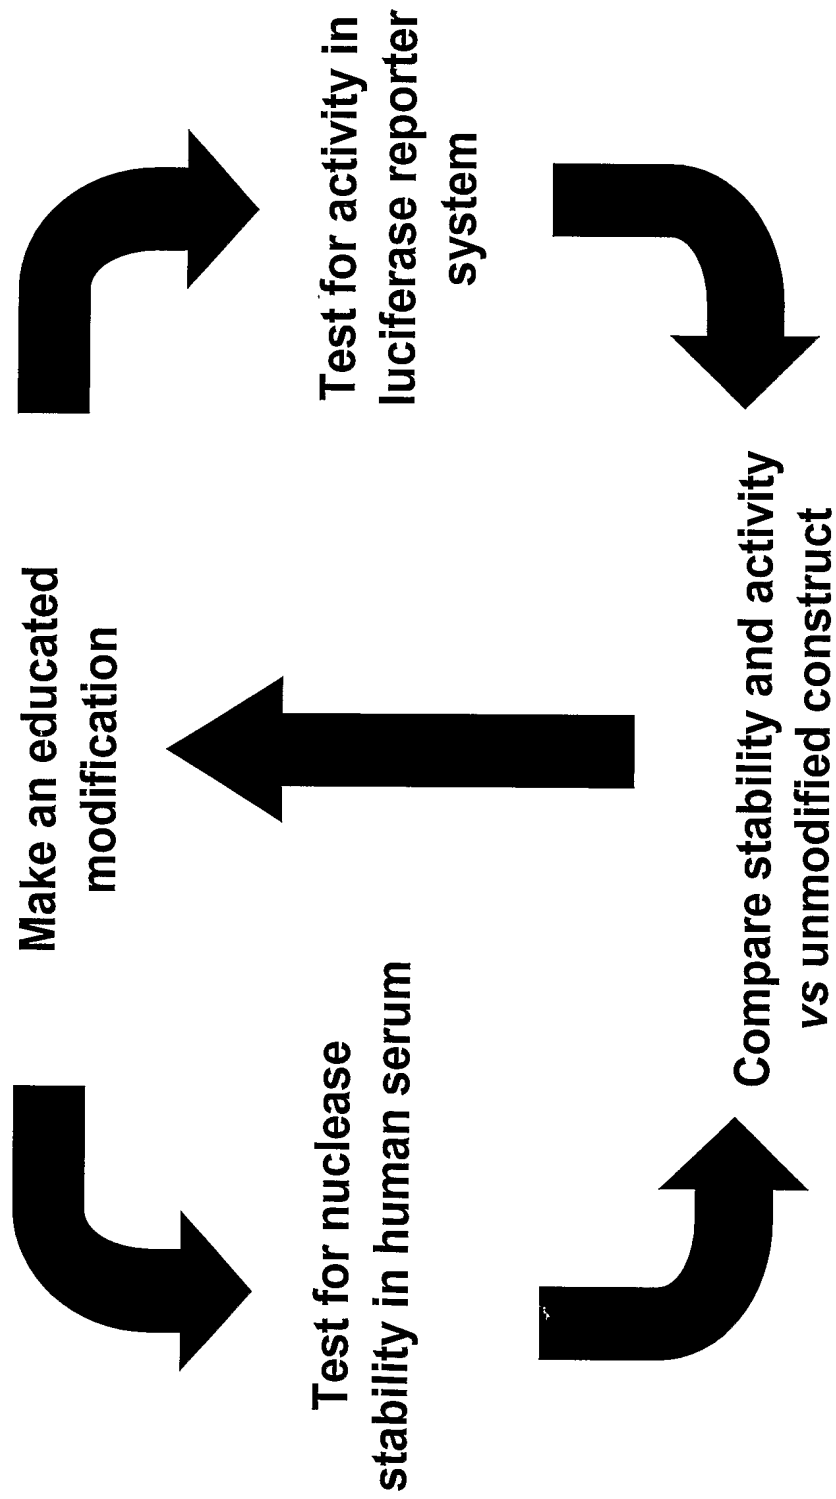 Make an educated
modification
Test for nuclease
stability in human serum
Test for activity in
luciferase reporter
system
Compare stability and activity
vs unmodified construct